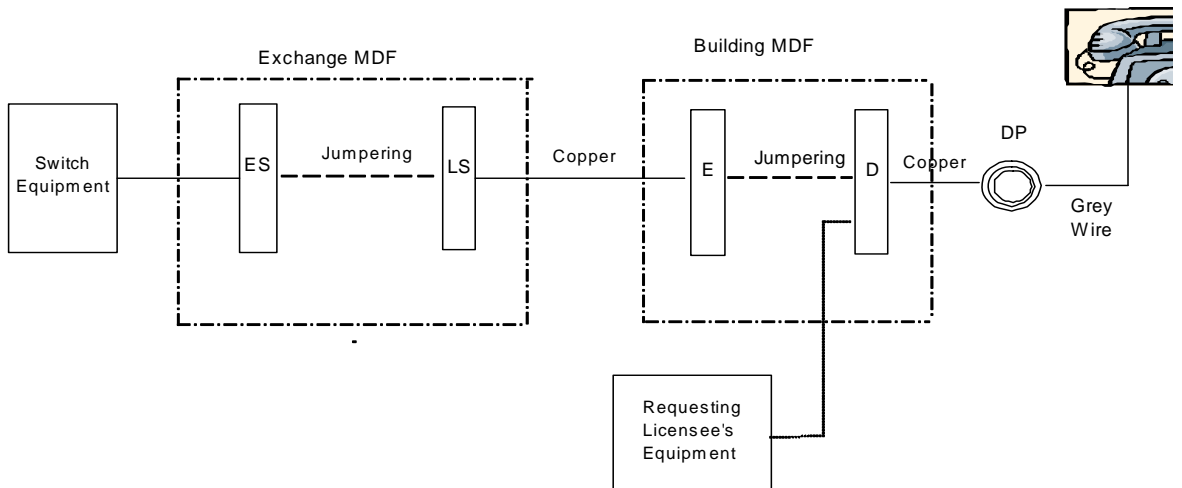 Exchange MDF
Building MDF
Switch
Equipment
ES
Jumpering
LS
Copper
E
Jumpering
D
Copper
DP
Grey
Wire
Requesting
Licensee's
Equipment